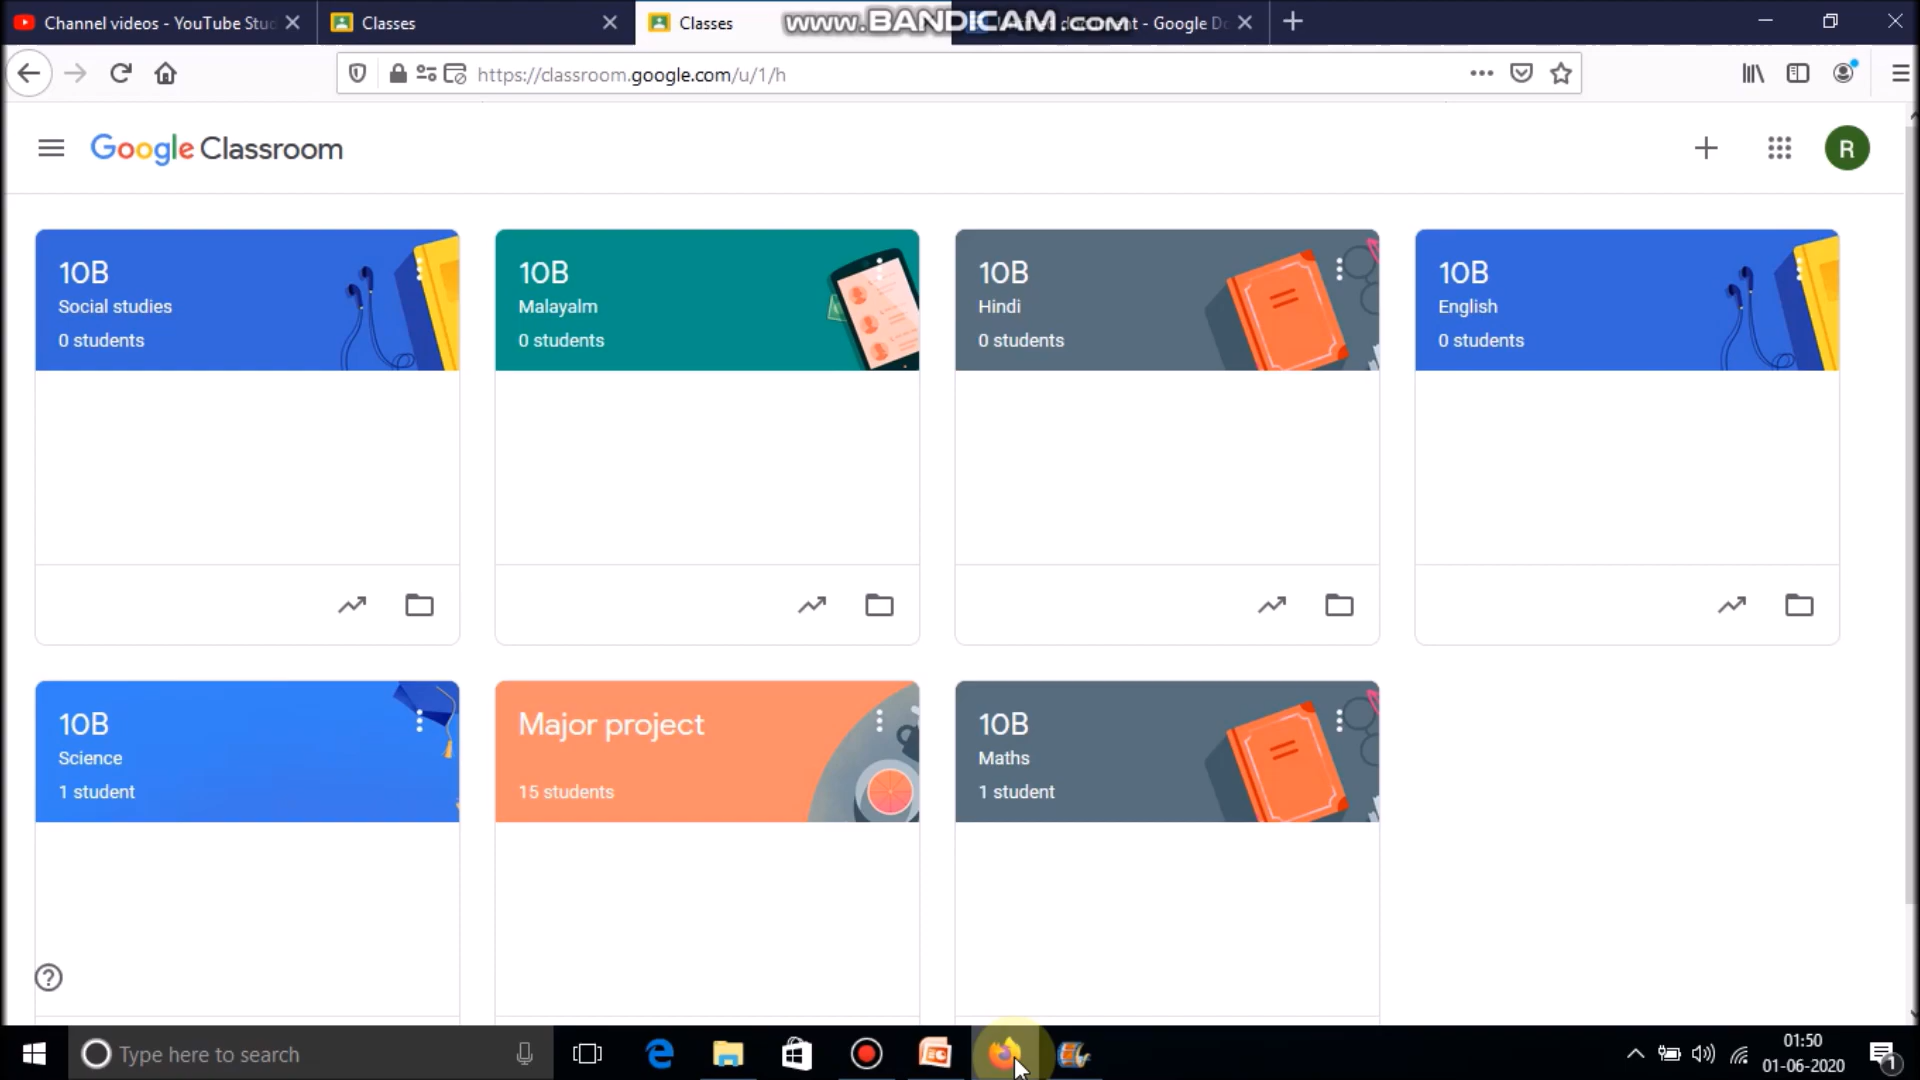 Channel videos - YouTube Stu
Classes
Classes
www.BANDICAM.com
- Google Do
https://classroom.google.com/u/1/h
Google Classroom
R
10B
Social studies
0 students
10B
Malayalm
0 students
10B
Hindi
0 students
10B
English
0 students
10B
Science
1 student
Major project
15 students
10B
Maths
1 student
Type here to search
01:50
01-06-2020
1